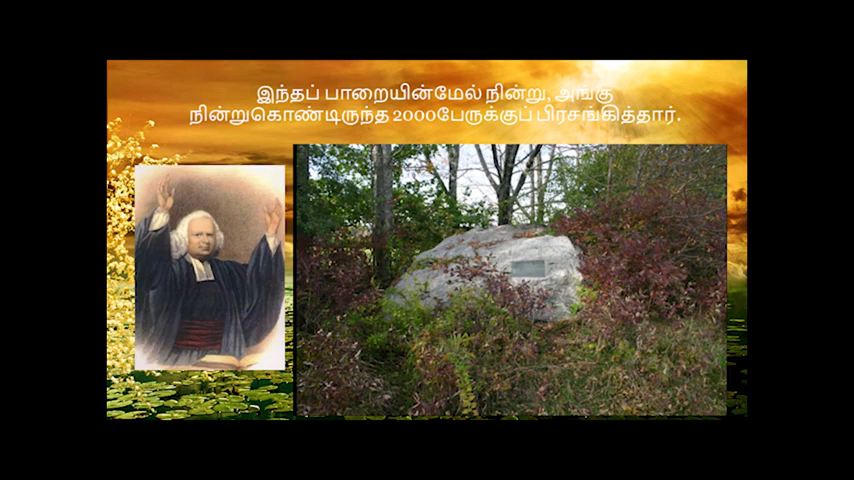 இந்தப் பாறையின்மேல் நின்று, அங்கு
நின்றுகொண்டிருந்த 2000பேருக்குப் பிரசங்கித்தார்.